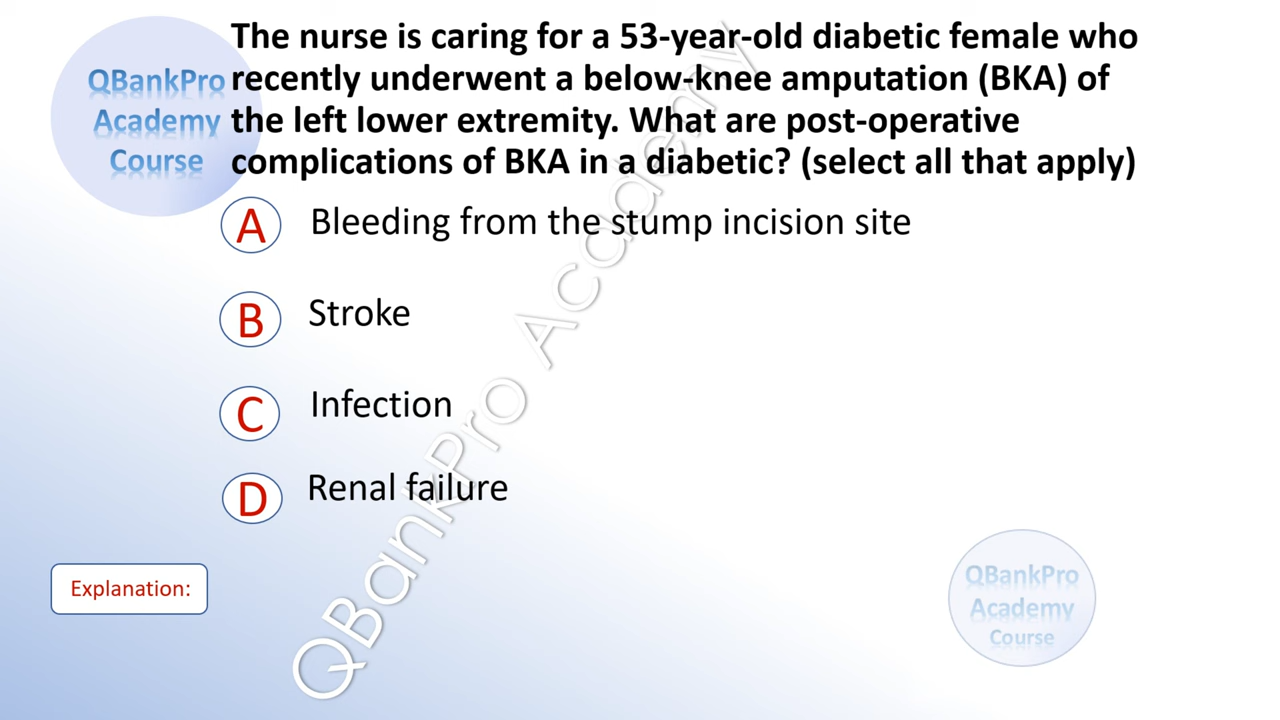 The nurse is caring for a 53-year-old diabetic female who
recently underwent a below-knee amputation (BKA) of
the left lower extremity. What are post-operative
complications of BKA in a diabetic? (select all that apply)
QBankPro
Academy
Course
A Bleeding from the stump incision site
B Stroke
C Infection
D Renal failure
Explanation:
QBankPro Academy
QBankPro
Academy
Course